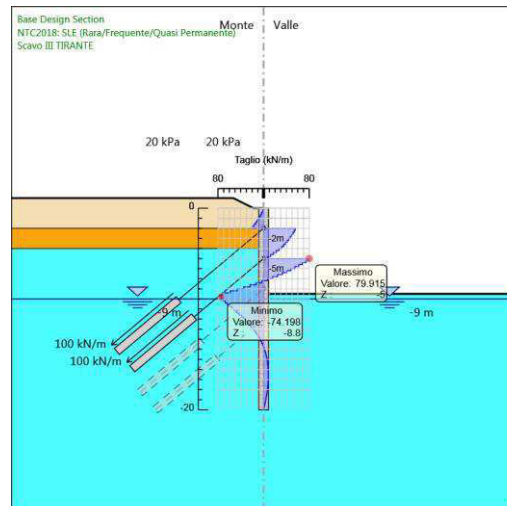 Base Design Section
NTC2018: SLE (Rara/Frequente/Quasi Permanente)
Scavo III TIRANTE
Monte
Valle
20 kPa
20 kPa
Taglio (kN/m)
80
80
0
-2m
-5m
Massimo
Valore: 79.915
Z :
-5
Minimo
Valore: -74.198
Z :
-8.8
-9 m
-9 m
100 kN/m
100 kN/m
-20